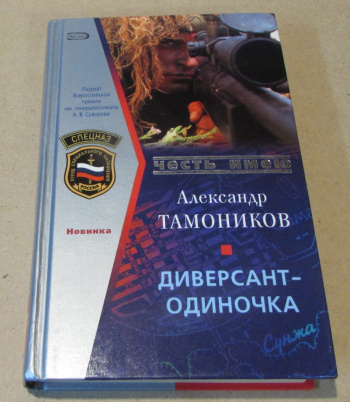 Лауреат
Всероссийской
премии
им. генералиссимуса
А. В. Суворова
СПЕЦНАЗ
РОССИЯ
Новинка
честь имею
Александр
ТАМОНИКОВ
ДИВЕРСАНТ-
ОДИНОЧКА
Сунжа